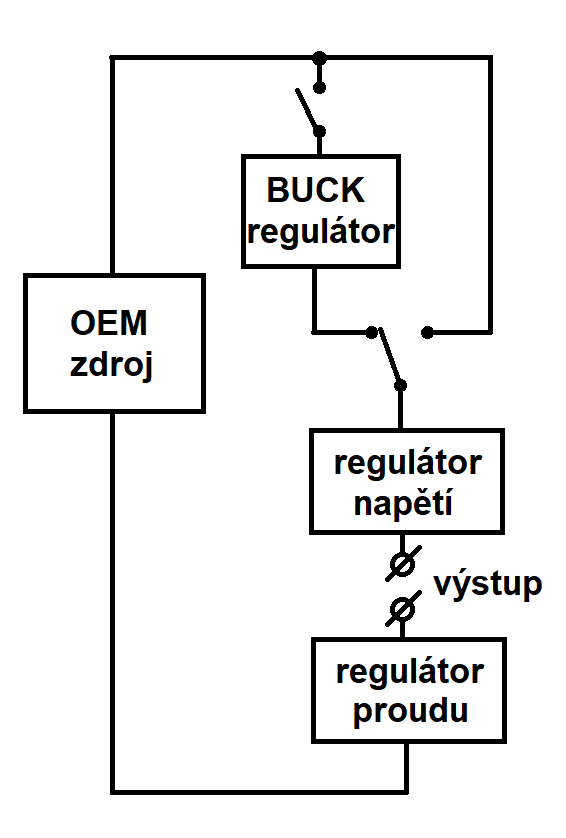 BUCK
regulátor
OEM
zdroj
regulátor
napětí
výstup
regulátor
proudu